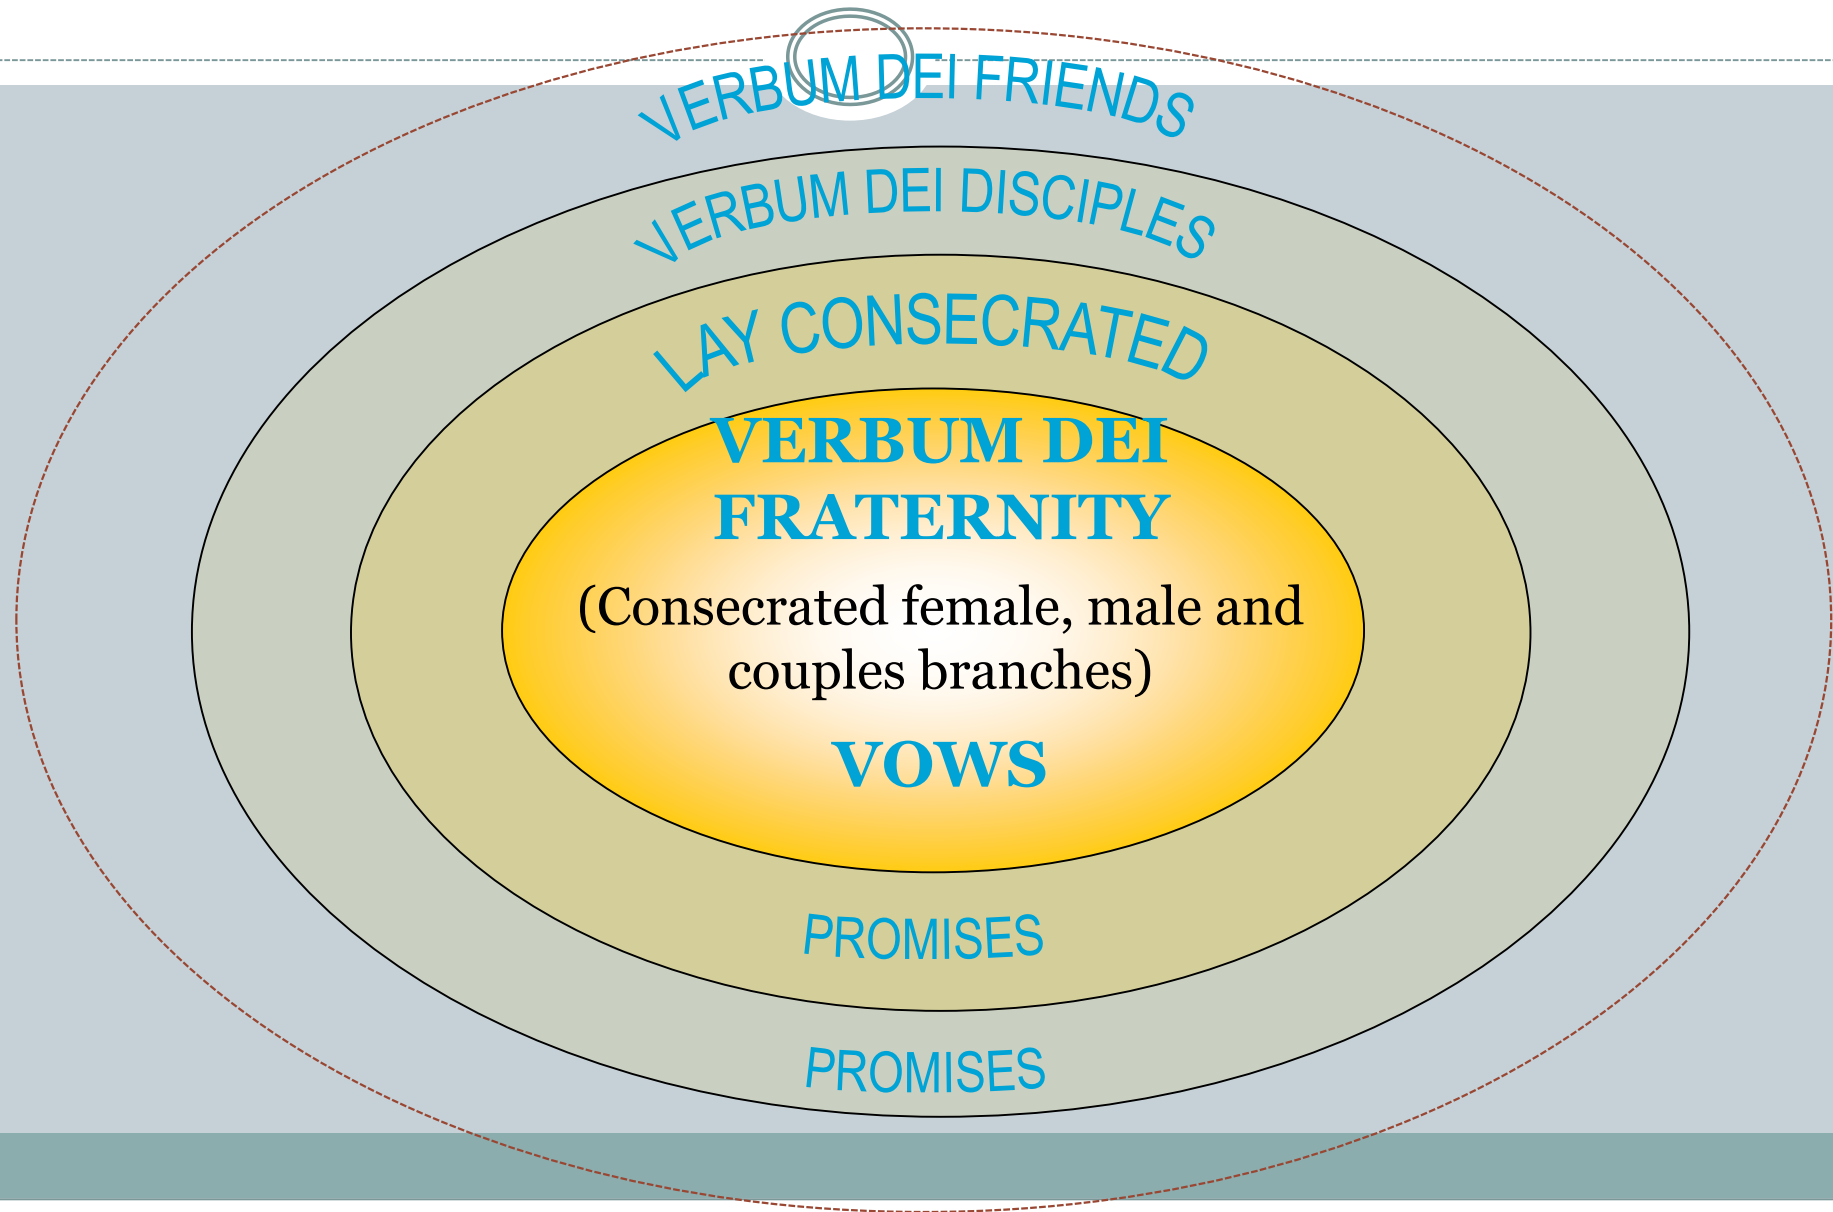 VERBUM DEI FRIENDS
VERBUM DEI DISCIPLES
LAY CONSECRATED
VERBUM DEI
FRATERNITY
(Consecrated female, male and
couples branches)
VOWS
PROMISES
PROMISES